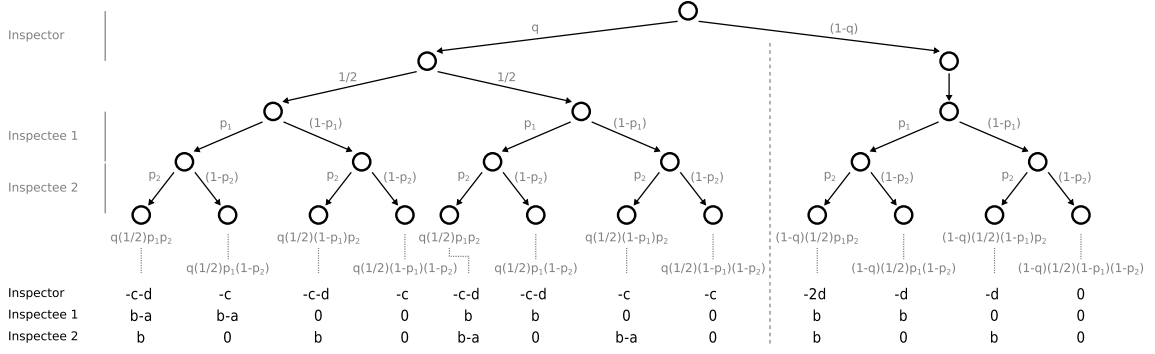 Inspector
q
(1-q)
1/2
1/2
Inspectee 1
p₁
(1-p₁)
p₁
(1-p₁)
p₁
(1-p₁)
Inspectee 2
p₂
(1-p₂)
p₂
(1-p₂)
p₂
(1-p₂)
p₂
(1-p₂)
p₂
(1-p₂)
p₂
(1-p₂)
q(1/2)p₁p₂ q(1/2)(1-p₁)p₂ q(1/2)p₁p₂ q(1/2)(1-p₁)p₂ (1-q)(1/2)p₁p₂ (1-q)(1/2)(1-p₁)p₂
q(1/2)p₁(1-p₂) q(1/2)(1-p₁)(1-p₂) q(1/2)p₁(1-p₂) q(1/2)(1-p₁)(1-p₂) (1-q)(1/2)p₁(1-p₂) (1-q)(1/2)(1-p₁)(1-p₂)
Inspector -c-d -c -c-d -c -c-d -c-d -c -c -2d -d -d 0
Inspectee 1 b-a b-a 0 0 b b 0 0 b b 0 0
Inspectee 2 b 0 b 0 b-a 0 b-a 0 b 0 b 0